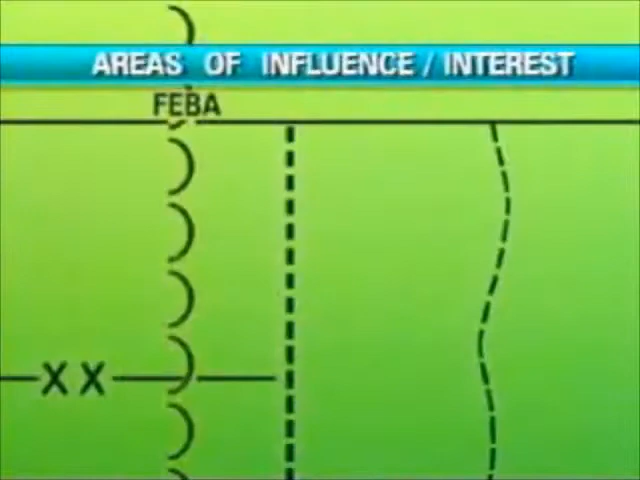 AREAS OF INFLUENCE / INTEREST
FEBA
XX